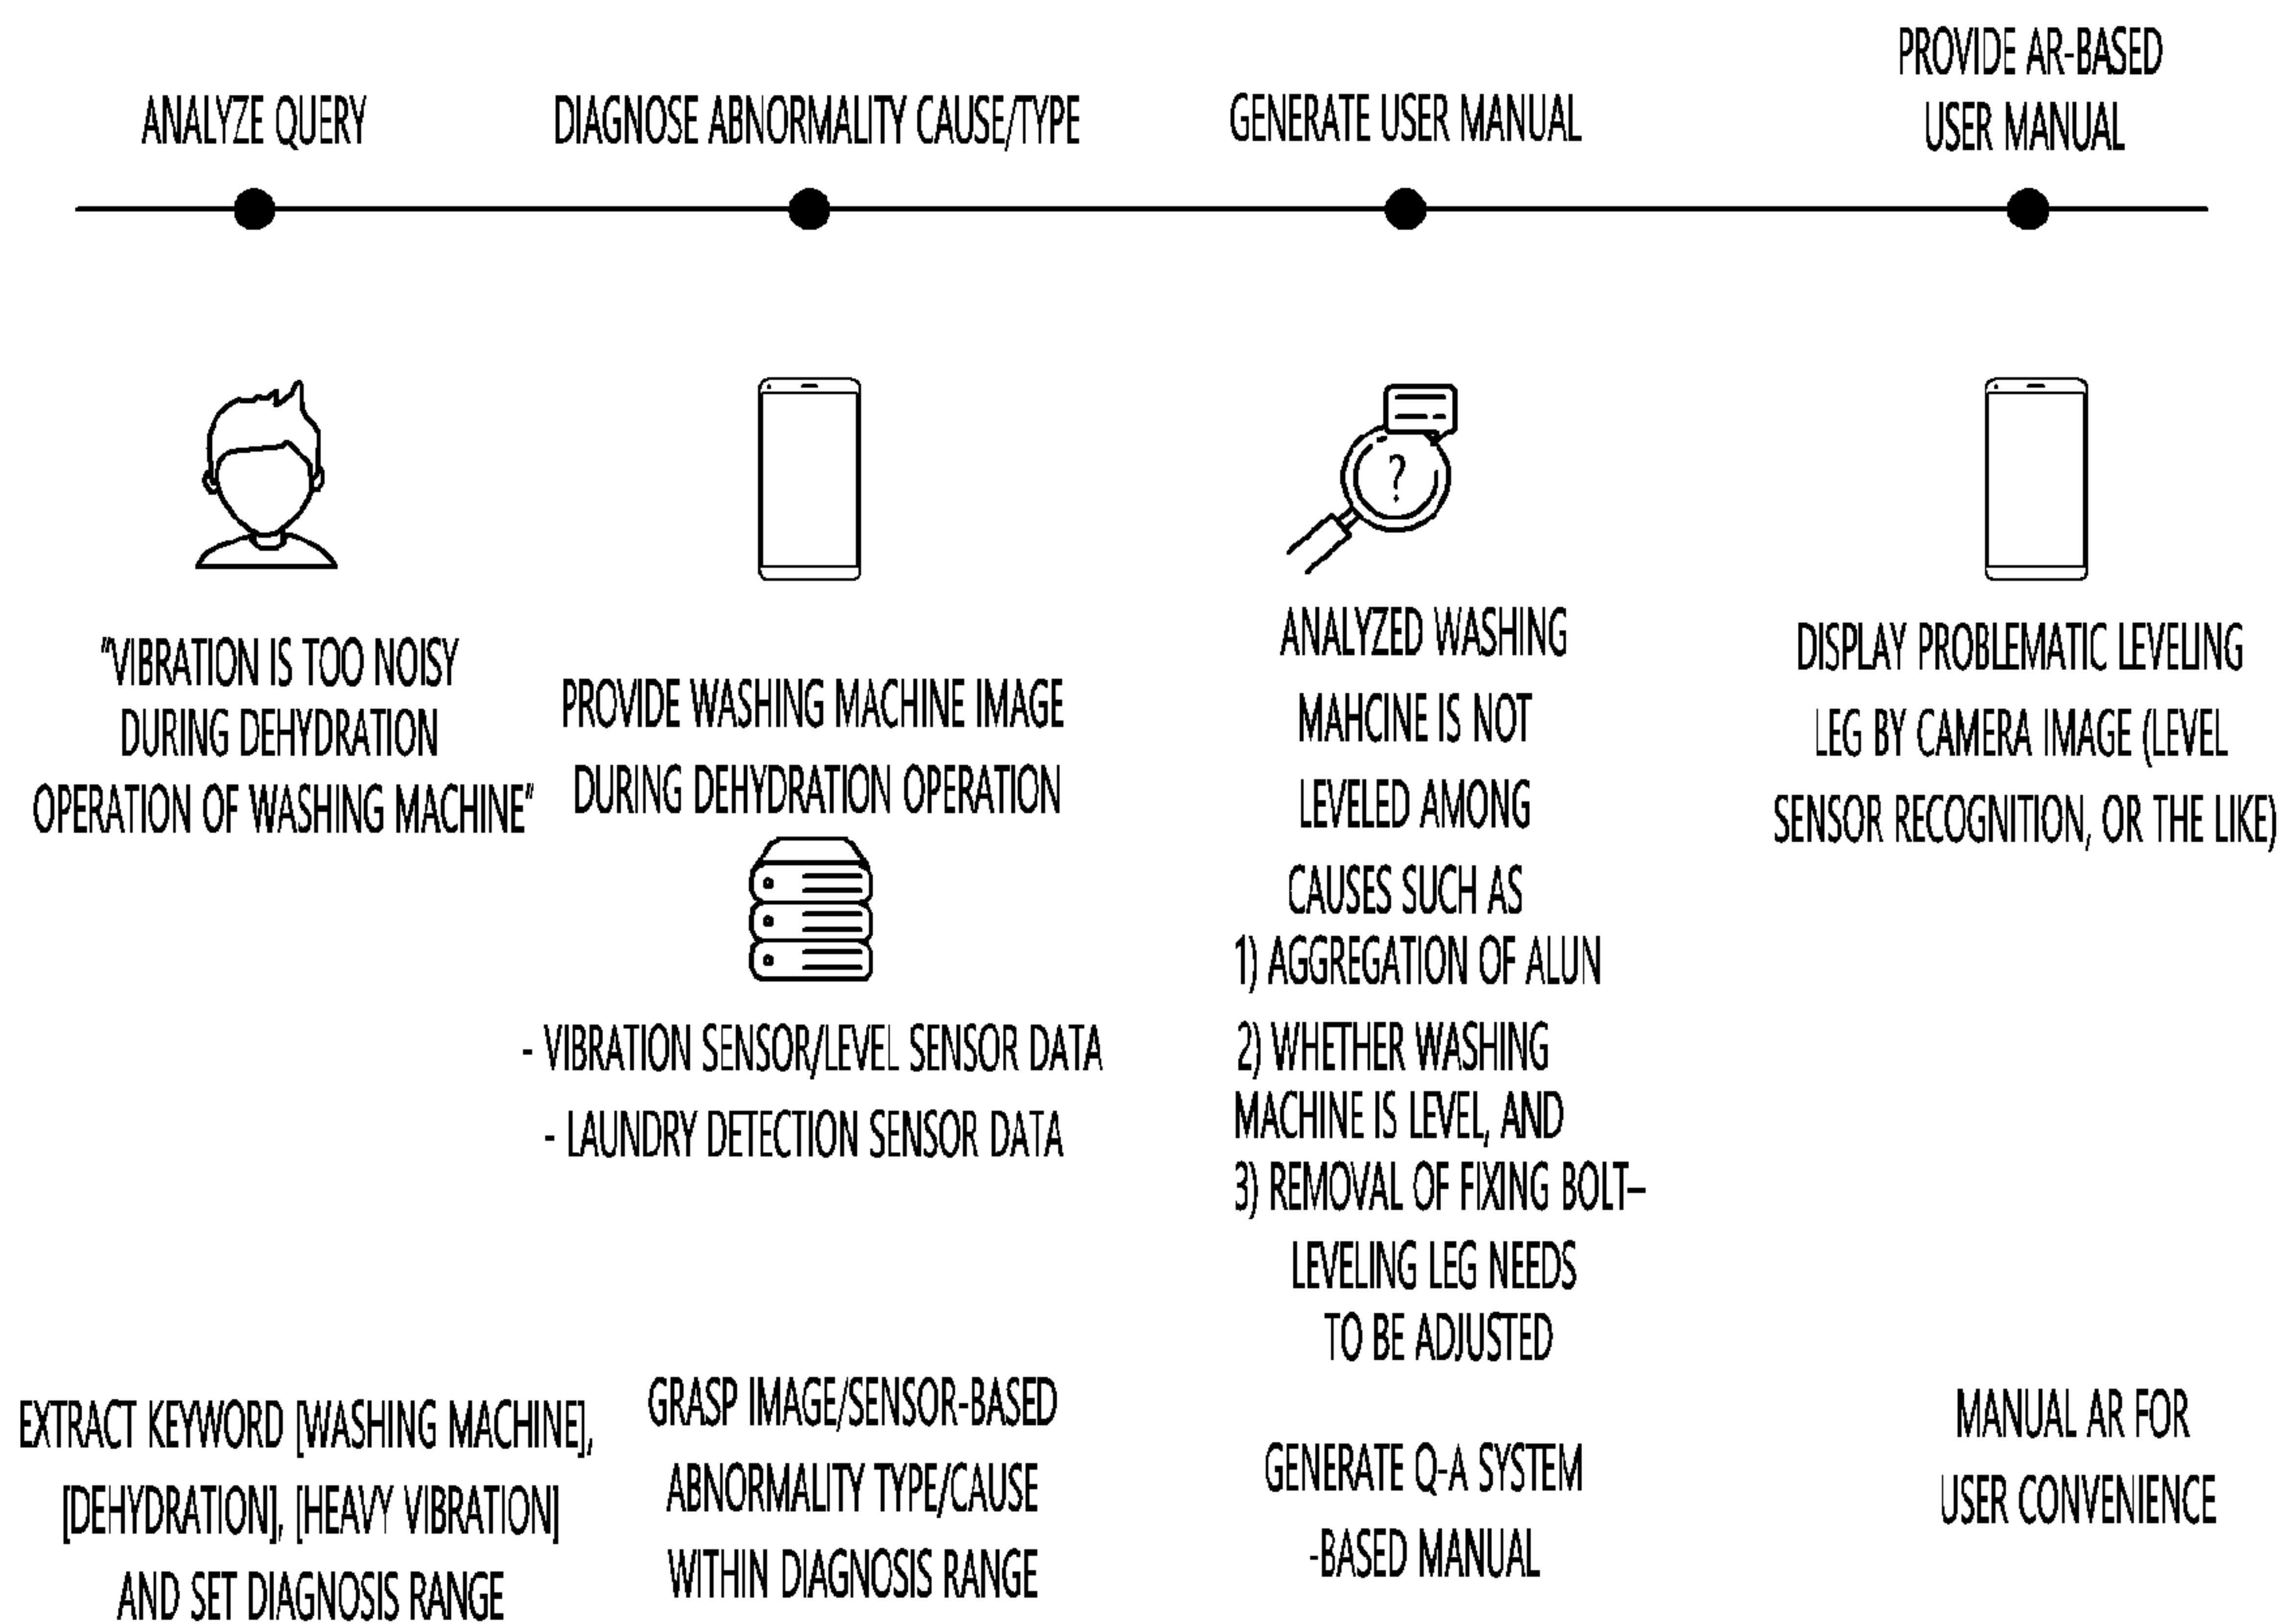 ANALYZE QUERY
DIAGNOSE ABNORMALITY CAUSE/TYPE
GENERATE USER MANUAL
PROVIDE AR-BASED
USER MANUAL
"VIBRATION IS TOO NOISY
DURING DEHYDRATION
OPERATION OF WASHING MACHINE"
EXTRACT KEYWORD [WASHING MACHINE],
[DEHYDRATION], [HEAVY VIBRATION]
AND SET DIAGNOSIS RANGE
PROVIDE WASHING MACHINE IMAGE
DURING DEHYDRATION OPERATION
- VIBRATION SENSOR/LEVEL SENSOR DATA
- LAUNDRY DETECTION SENSOR DATA
GRASP IMAGE/SENSOR-BASED
ABNORMALITY TYPE/CAUSE
WITHIN DIAGNOSIS RANGE
?
ANALYZED WASHING
MAHCINE IS NOT
LEVELED AMONG
CAUSES SUCH AS
1) AGGREGATION OF ALUN
2) WHETHER WASHING
MACHINE IS LEVEL, AND
3) REMOVAL OF FIXING BOLT–
LEVELING LEG NEEDS
TO BE ADJUSTED
GENERATE Q-A SYSTEM
-BASED MANUAL
DISPLAY PROBLEMATIC LEVELING
LEG BY CAMERA IMAGE (LEVEL
SENSOR RECOGNITION, OR THE LIKE)
MANUAL AR FOR
USER CONVENIENCE